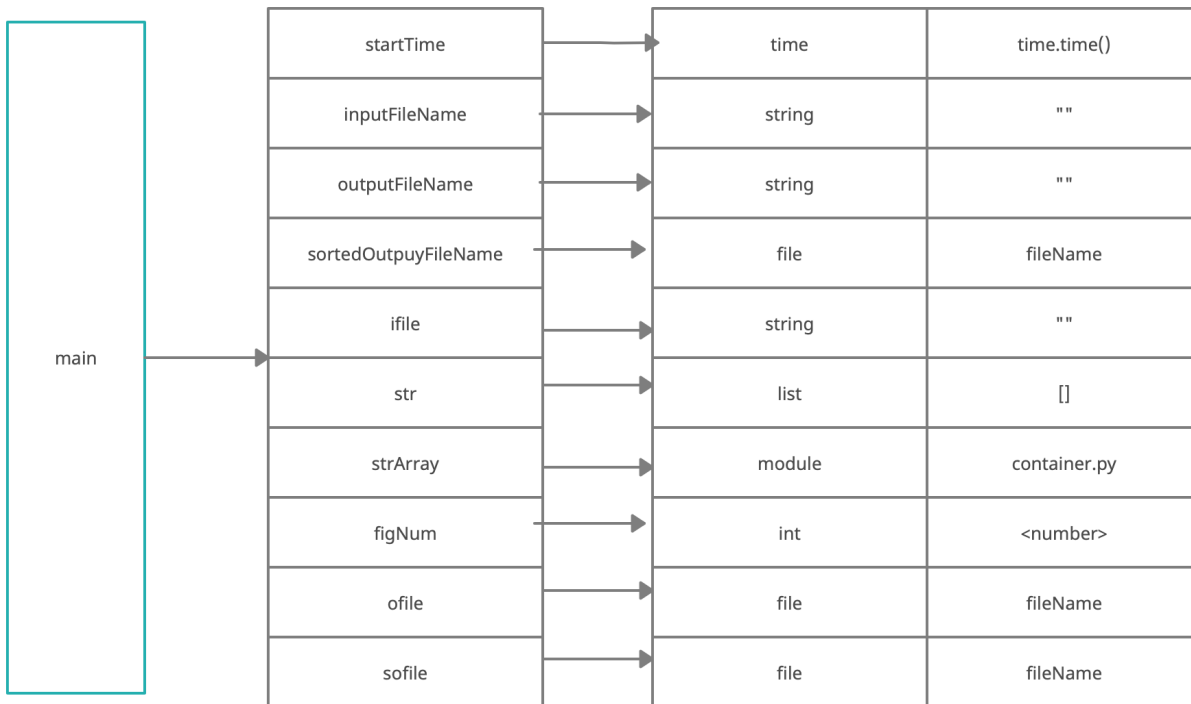 main
startTime time time.time()
inputFileName string ""
outputFileName string ""
sortedOutpuyFileName file fileName
ifile string ""
str list []
strArray module container.py
figNum int <number>
ofile file fileName
sofile file fileName